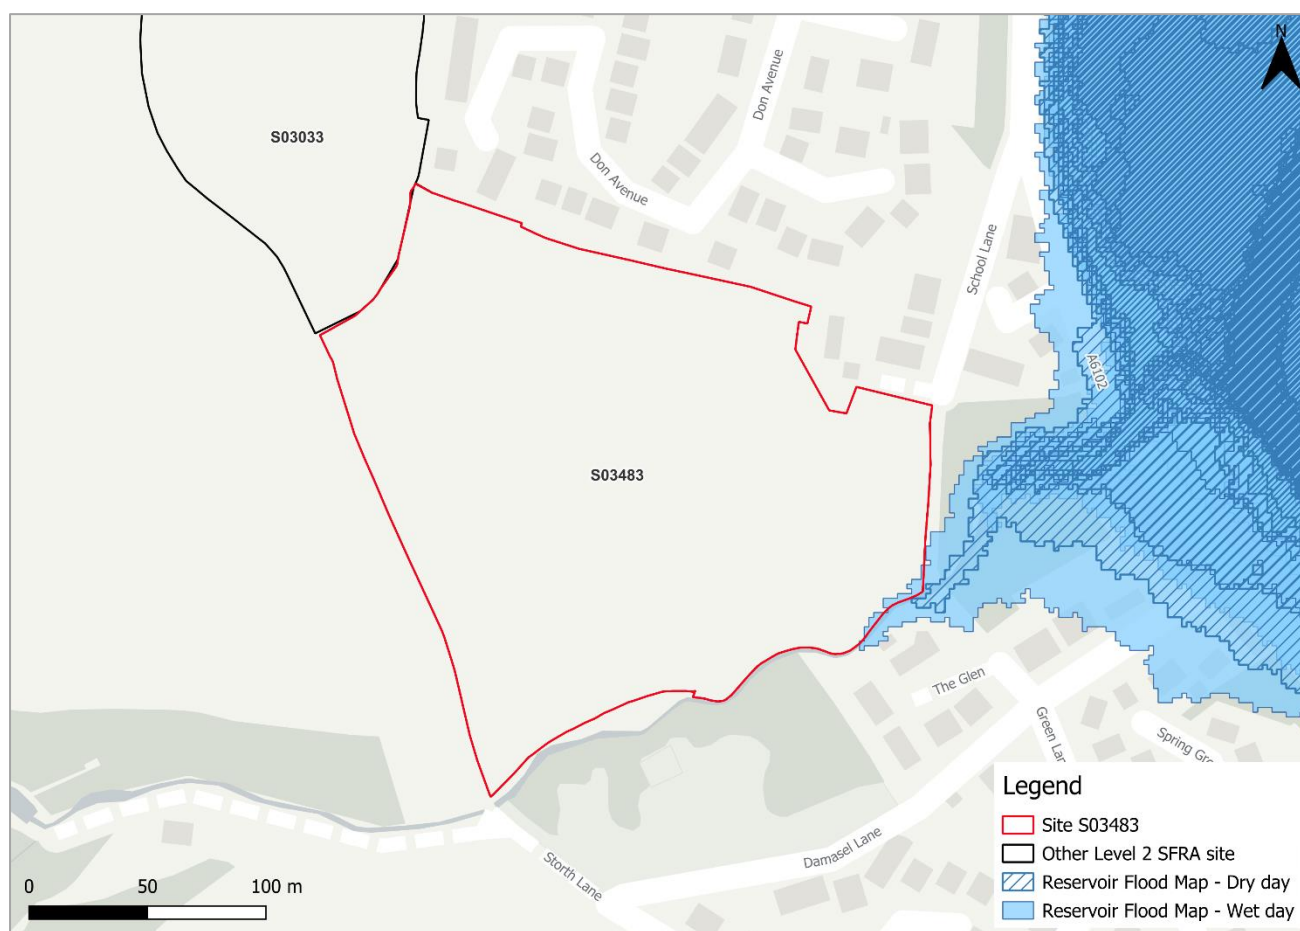 N
S03033
Don Avenue
Don Avenue
School Lane
A6102
S03483
The Glen
Green Lan
Spring Gro
Damasel Lane
Storth Lane
Legend
Site S03483
Other Level 2 SFRA site
Reservoir Flood Map - Dry day
Reservoir Flood Map - Wet day
0 50 100 m